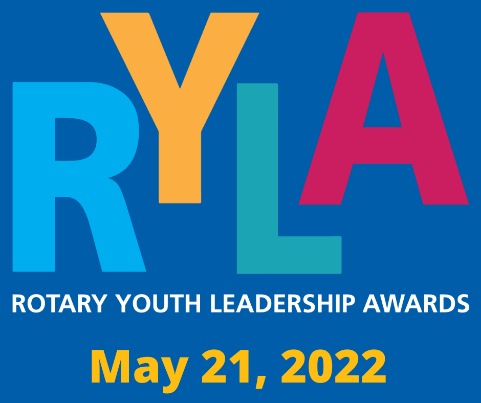 RYLA
ROTARY YOUTH LEADERSHIP AWARDS
May 21, 2022